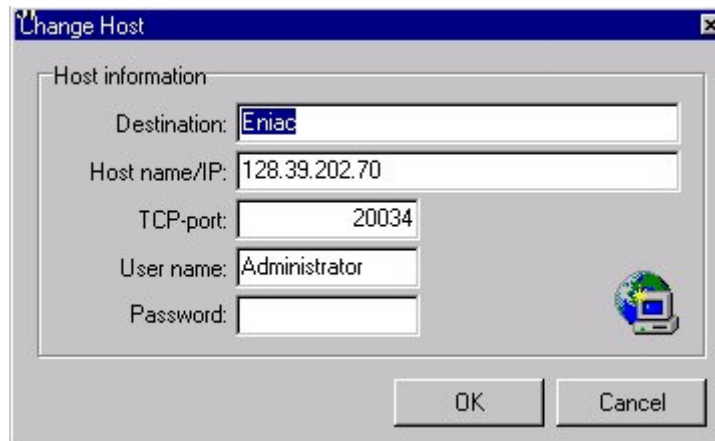 Change Host
Host information
Destination: Eniac
Host name/IP: 128.39.202.70
TCP-port: 20034
User name: Administrator
Password:
OK Cancel